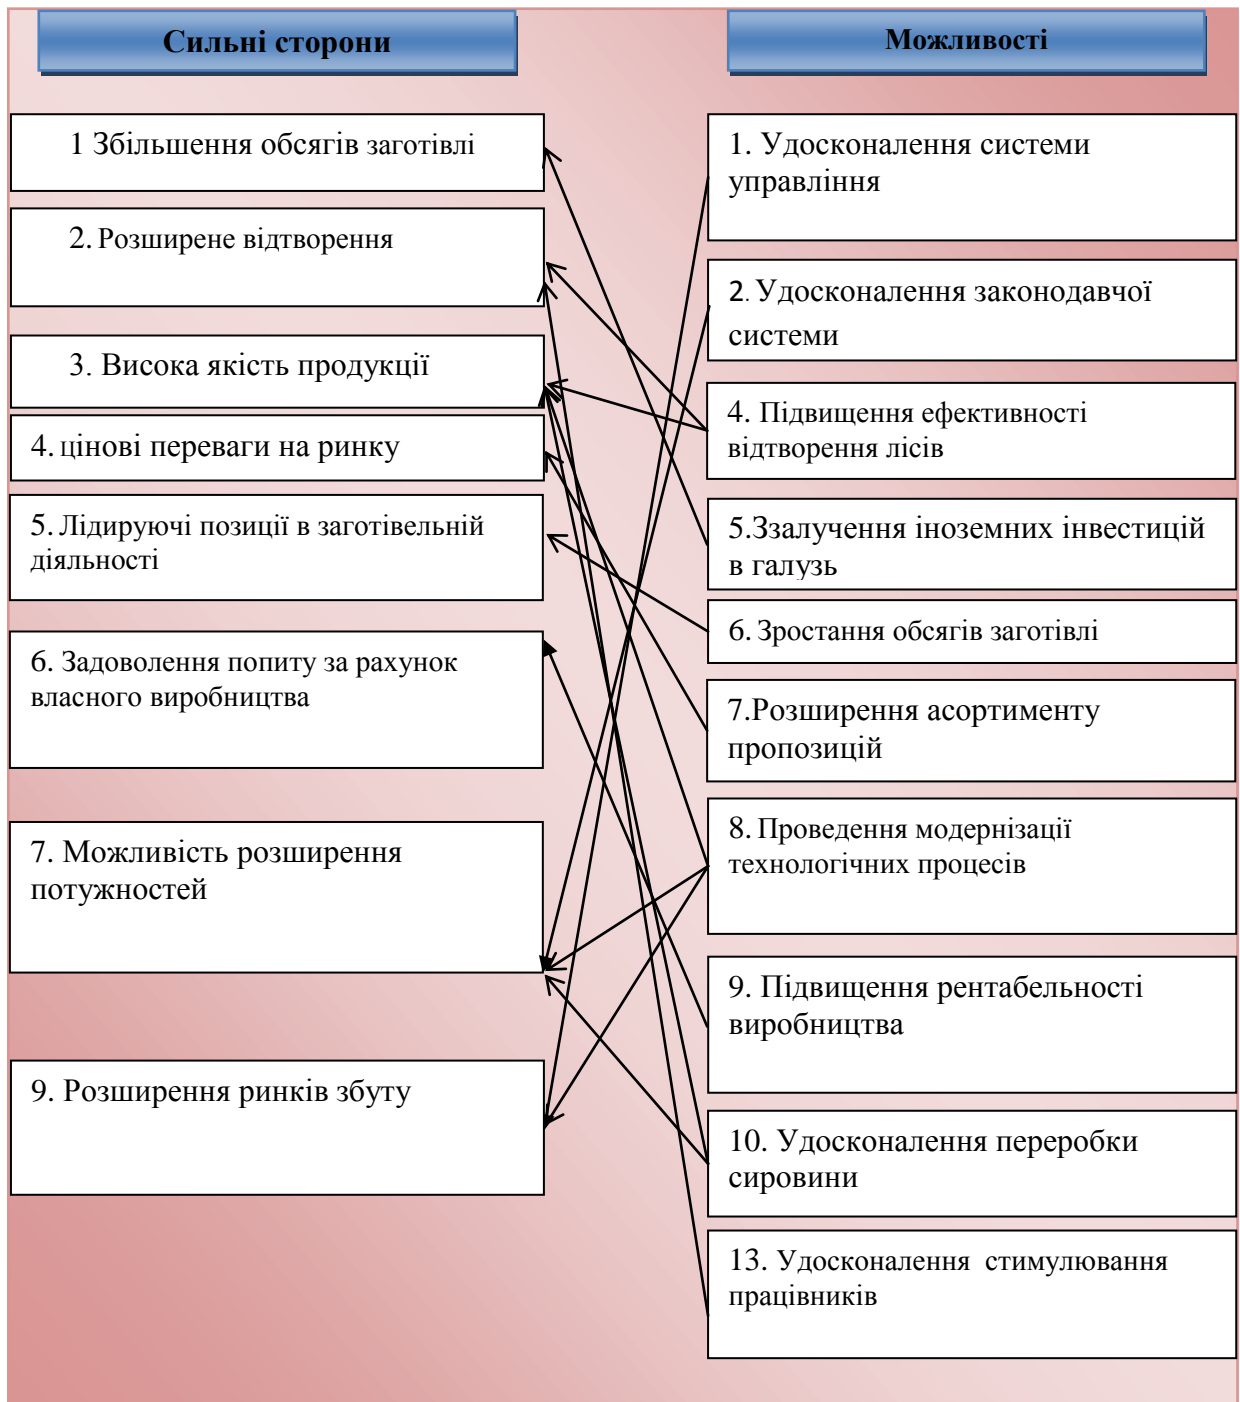 Сильні сторони
1 Збільшення обсягів заготівлі
2. Розширене відтворення
3. Висока якість продукції
4. цінові переваги на ринку
5. Лідируючі позиції в заготівельній
діяльності
6. Задоволення попиту за рахунок
власного виробництва
7. Можливість розширення
потужностей
9. Розширення ринків збуту
Можливості
1. Удосконалення системи
управління
2. Удосконалення законодавчої
системи
4. Підвищення ефективності
відтворення лісів
5.Ззалучення іноземних інвестицій
в галузь
6. Зростання обсягів заготівлі
7.Розширення асортименту
пропозицій
8. Проведення модернізації
технологічних процесів
9. Підвищення рентабельності
виробництва
10. Удосконалення переробки
сировини
13. Удосконалення стимулювання
працівників